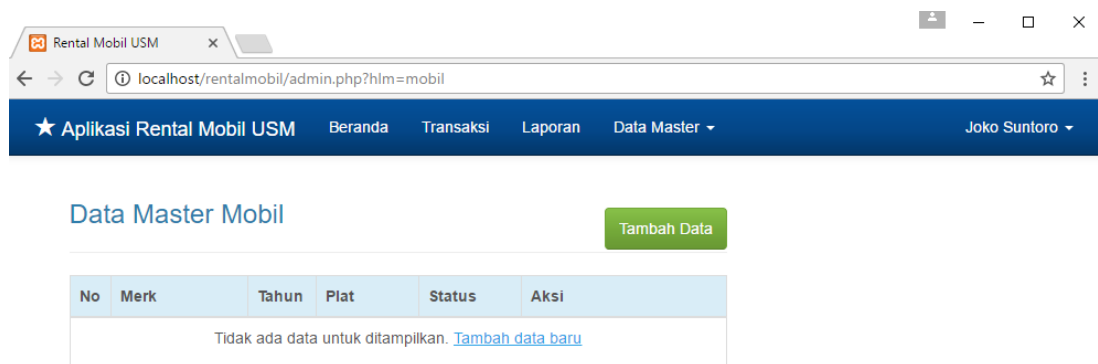 Rental Mobil USM
localhost/rentalmobil/admin.php?hlm=mobil
Aplikasi Rental Mobil USM Beranda Transaksi Laporan Data Master Joko Suntoro
Data Master Mobil
Tambah Data
No Merk Tahun Plat Status Aksi
Tidak ada data untuk ditampilkan. Tambah data baru